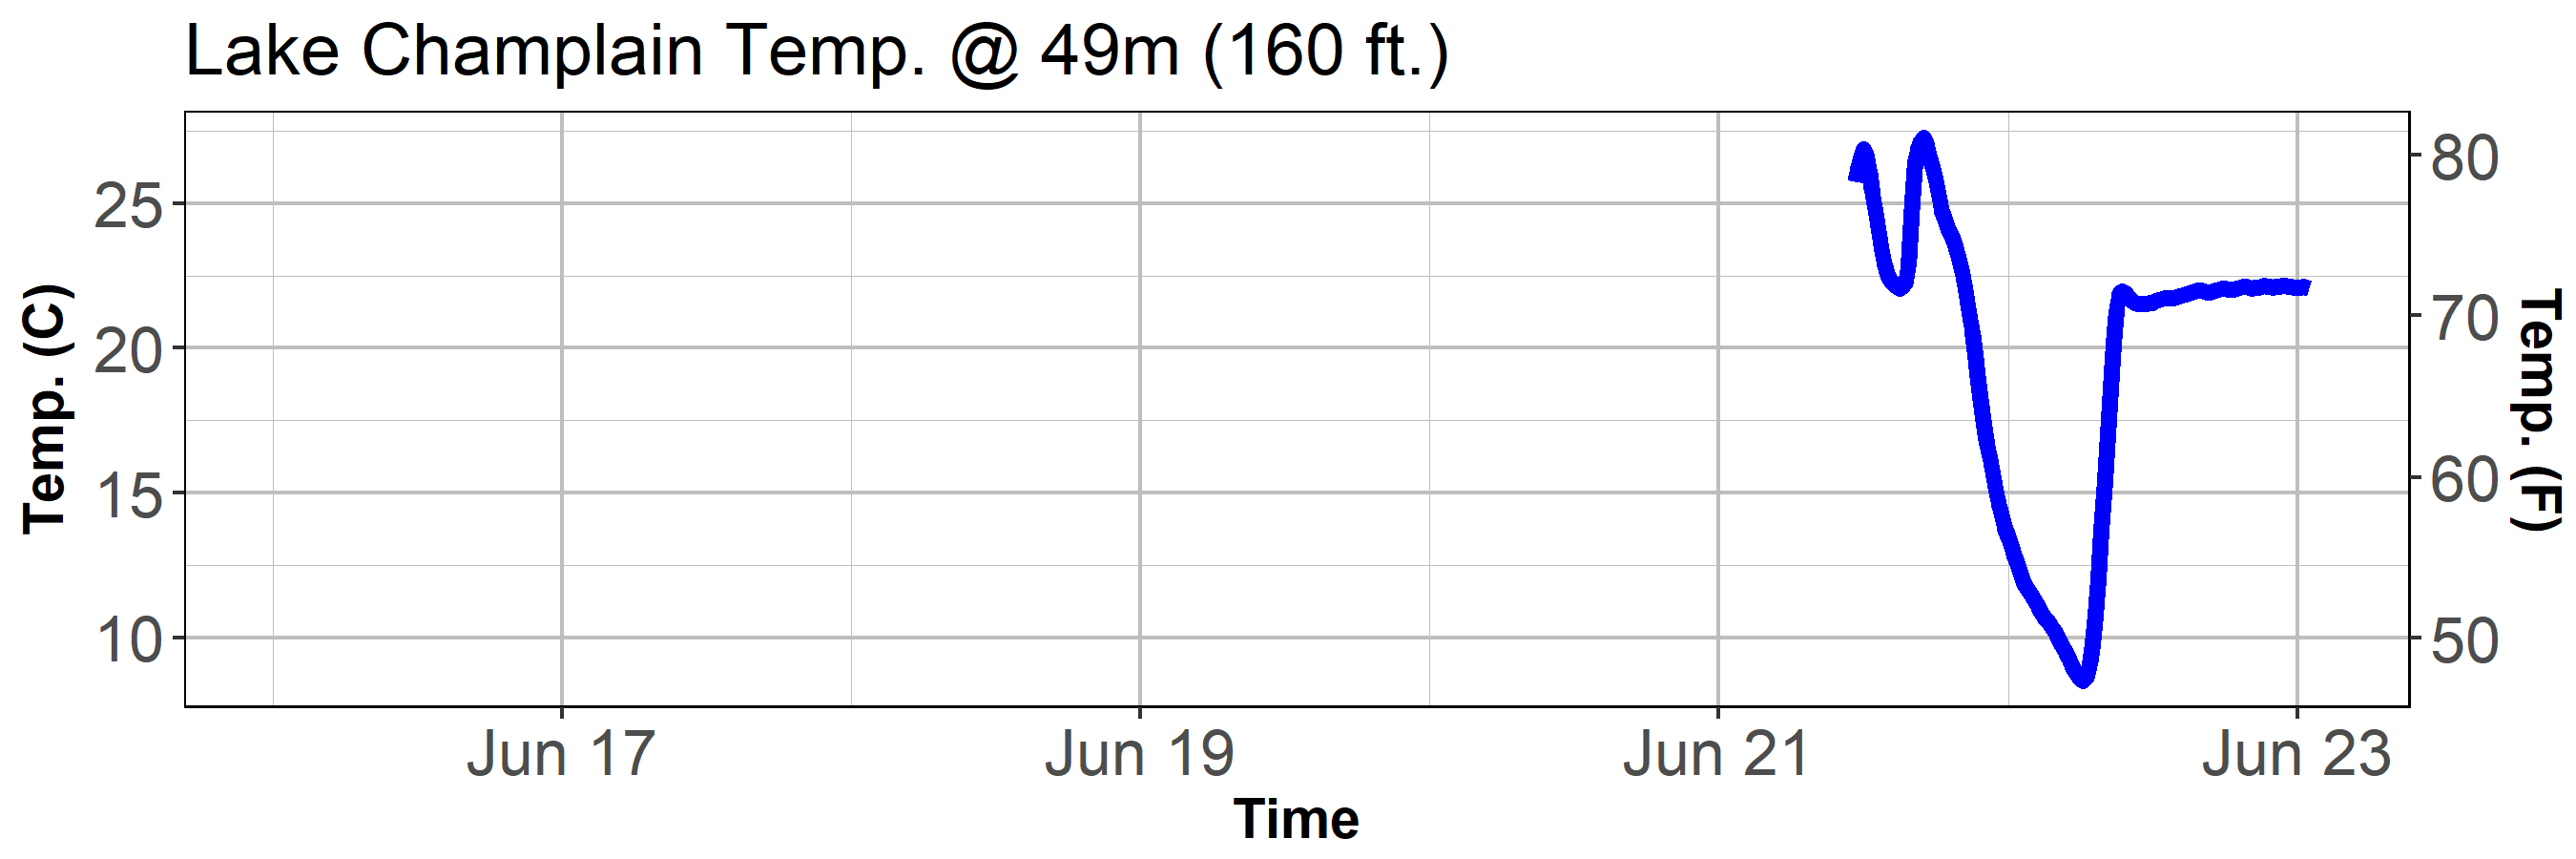 Lake Champlain Temp. @ 49m (160 ft.)
Temp. (C)
25
20
15
10
80
70
60
50
Temp. (F)
Jun 17 Jun 19 Jun 21 Jun 23
Time